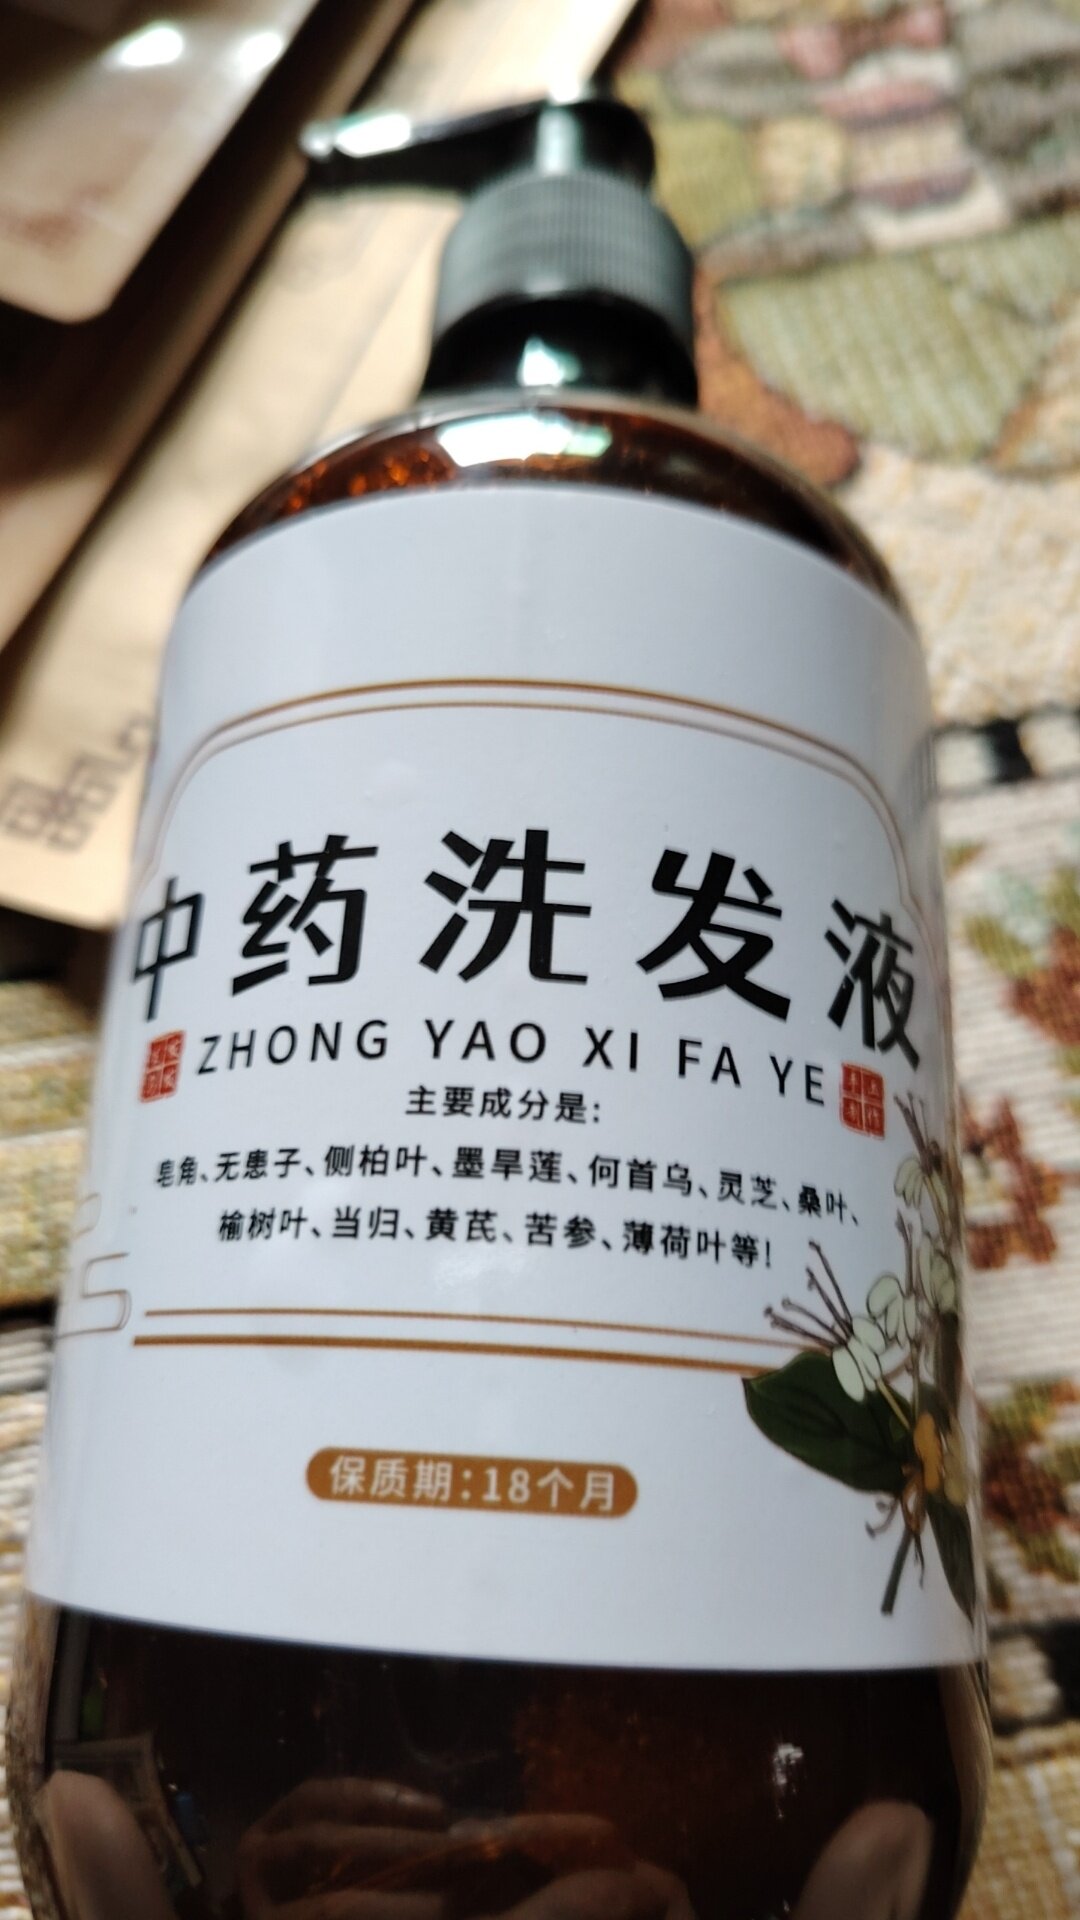 中药洗发液
ZHONG YAO XI FA YE
主要成分是:
皂角、无患子、侧柏叶、墨旱莲、何首乌、灵芝、桑叶、
榆树叶、当归、黄芪、苦参、薄荷叶等!
保质期:18个月